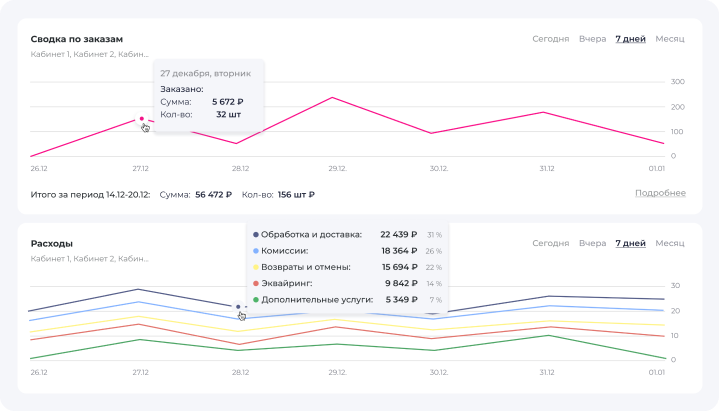 Сводка по заказам
Сегодня Вчера 7 дней Месяц
Кабинет 1, Кабинет 2, Кабин...
27 декабря, вторник
Заказано:
Сумма: 5 672 ₽
Кол-во: 32 шт
300
200
100
0
26.12 27.12 28.12 29.12. 30.12. 31.12 01.01
Итого за период 14.12-20.12: Сумма: 56 472 ₽ Кол-во: 156 шт ₽
Подробнее
Расходы
Сегодня Вчера 7 дней Месяц
Кабинет 1, Кабинет 2, Кабин...
Обработка и доставка: 22 439 ₽ 31 %
Комиссии: 18 364 ₽ 26 %
Возвраты и отмены: 15 694 ₽ 22 %
Эквайринг: 9 842 ₽ 14 %
Дополнительные услуги: 5 349 ₽ 7 %
30
20
10
0
26.12 27.12 28.12 29.12. 30.12. 31.12 01.01